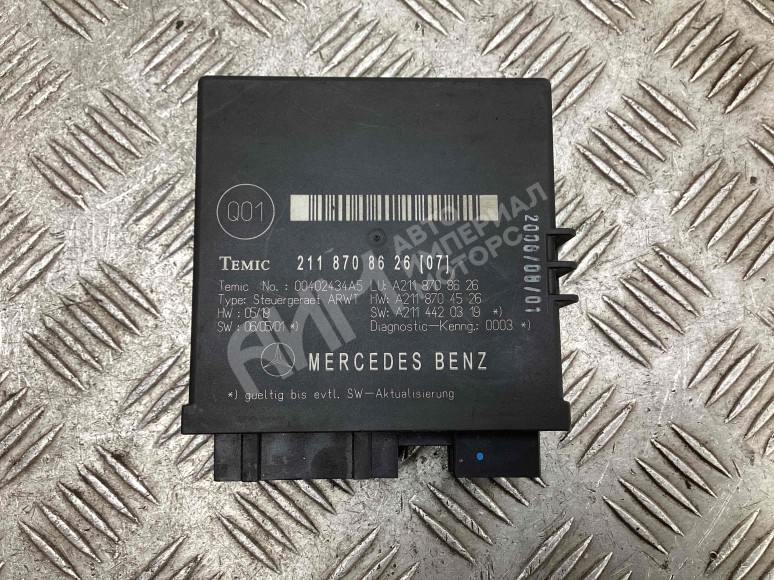 Q01
TEMIC 211 870 86 26 [07]
Temic No.: 00402434A5 LU: A211 870 86 26
Type: Steuergeraet ARWT HW: A211 870 45 26
HW : 05/19 SW: A211 442 03 19 *)
SW : 06/05/01 *) Diagnostic-Kenng.: 0003 *)
MERCEDES BENZ
*) gueltig bis evtl. SW-Aktualisierung
2006/08/01
АИР
АВТО
ИМПЕРИАЛ
МОТОРС